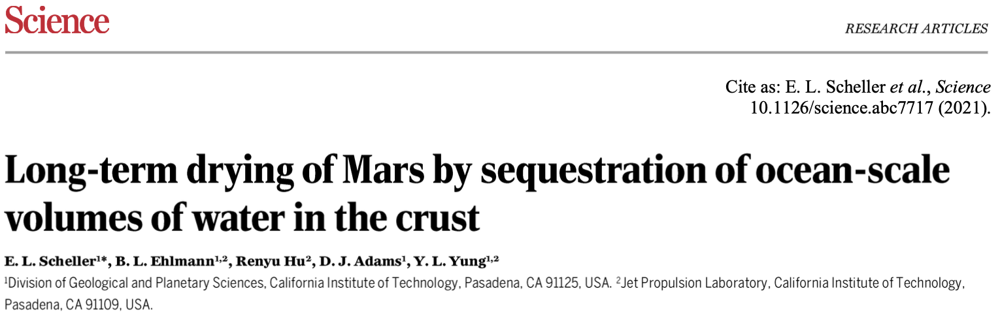 Science
RESEARCH ARTICLES
Cite as: E. L. Scheller et al., Science
10.1126/science.abc7717 (2021).
Long-term drying of Mars by sequestration of ocean-scale
volumes of water in the crust
E. L. Scheller¹*, B. L. Ehlmann¹,², Renyu Hu², D. J. Adams¹, Y. L. Yung¹,²
¹Division of Geological and Planetary Sciences, California Institute of Technology, Pasadena, CA 91125, USA. ²Jet Propulsion Laboratory, California Institute of Technology,
Pasadena, CA 91109, USA.